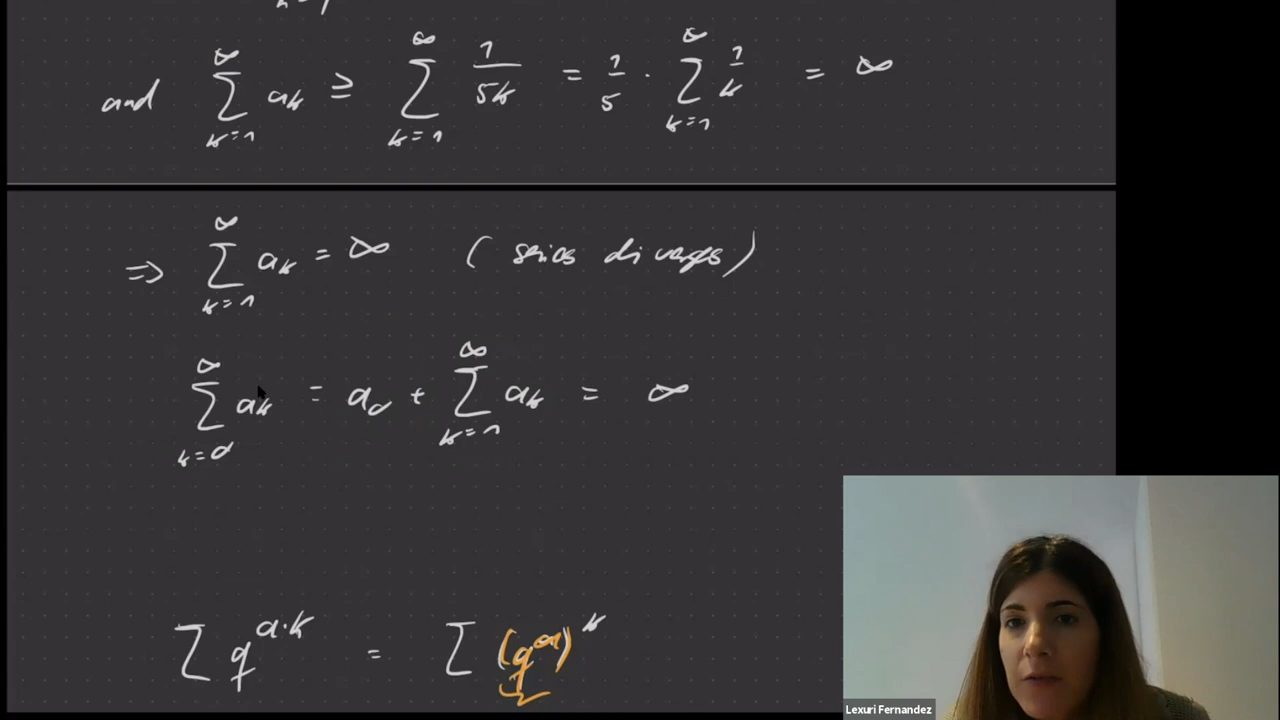 and ∑_{k=1}^{∞} a_k ≥ ∑_{k=1}^{∞} 1/(5k) = 1/5 · ∑_{k=1}^{∞} 1/k = ∞
⇒ ∑_{k=1}^{∞} a_k = ∞ (series diverges)
∑_{k=0}^{∞} a_k = a_0 + ∑_{k=1}^{∞} a_k = ∞
∑ q^{a·k} = ∑ (q^a)^k
Lexuri Fernandez